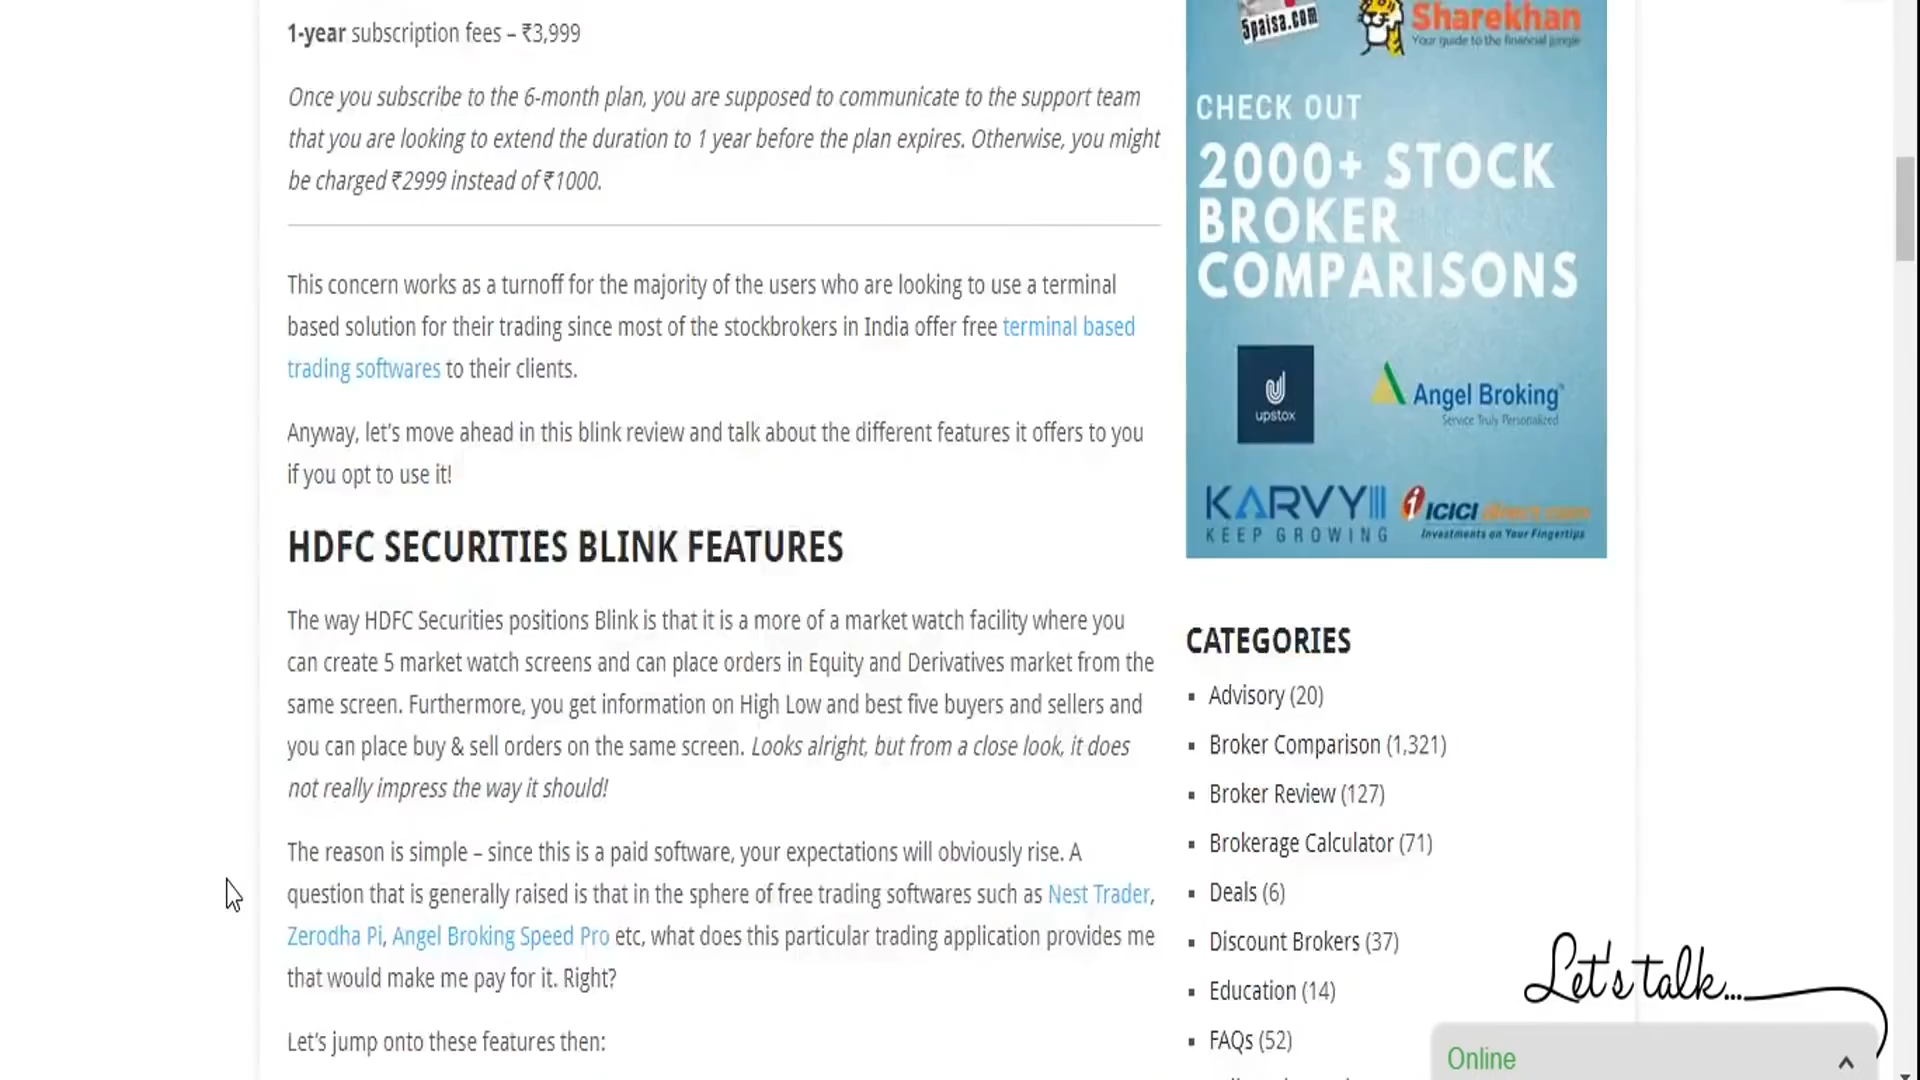 1-year subscription fees – ₹3,999
Once you subscribe to the 6-month plan, you are supposed to communicate to the support team
that you are looking to extend the duration to 1 year before the plan expires. Otherwise, you might
be charged ₹2999 instead of ₹1000.
This concern works as a turnoff for the majority of the users who are looking to use a terminal
based solution for their trading since most of the stockbrokers in India offer free terminal based
trading softwares to their clients.
Anyway, let's move ahead in this blink review and talk about the different features it offers to you
if you opt to use it!
HDFC SECURITIES BLINK FEATURES
The way HDFC Securities positions Blink is that it is a more of a market watch facility where you
can create 5 market watch screens and can place orders in Equity and Derivatives market from the
same screen. Furthermore, you get information on High Low and best five buyers and sellers and
you can place buy & sell orders on the same screen. Looks alright, but from a close look, it does
not really impress the way it should!
The reason is simple – since this is a paid software, your expectations will obviously rise. A
question that is generally raised is that in the sphere of free trading softwares such as Nest Trader,
Zerodha Pi, Angel Broking Speed Pro etc, what does this particular trading application provides me
that would make me pay for it. Right?
Let's jump onto these features then:
5paisa.com
Sharekhan
Your guide to the financial jungle
CHECK OUT
2000+ STOCK
BROKER
COMPARISONS
upstox
Angel Broking
Service Truly Personalized
KARVY
KEEP GROWING
ICICI direct.com
Investments on Your Fingertips
CATEGORIES
Advisory (20)
Broker Comparison (1,321)
Broker Review (127)
Brokerage Calculator (71)
Deals (6)
Discount Brokers (37)
Education (14)
FAQs (52)
Let's talk...
Online